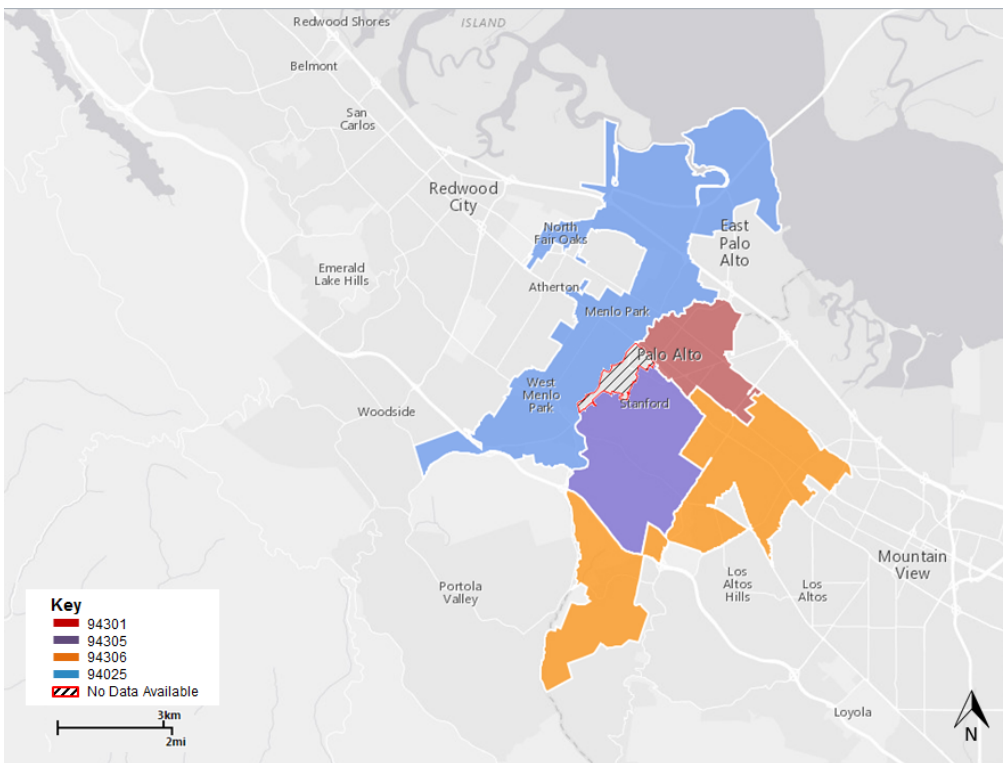 Redwood Shores
ISLAND
Belmont
San
Carlos
Redwood
City
North
Fair Oaks
East
Palo
Alto
Emerald
Lake Hills
Atherton
Menlo Park
Palo Alto
West
Menlo
Park
Stanford
Woodside
Mountain
View
Portola
Valley
Los
Altos
Hills
Los
Altos
Loyola
Key
94301
94305
94306
94025
No Data Available
3km
2mi
N